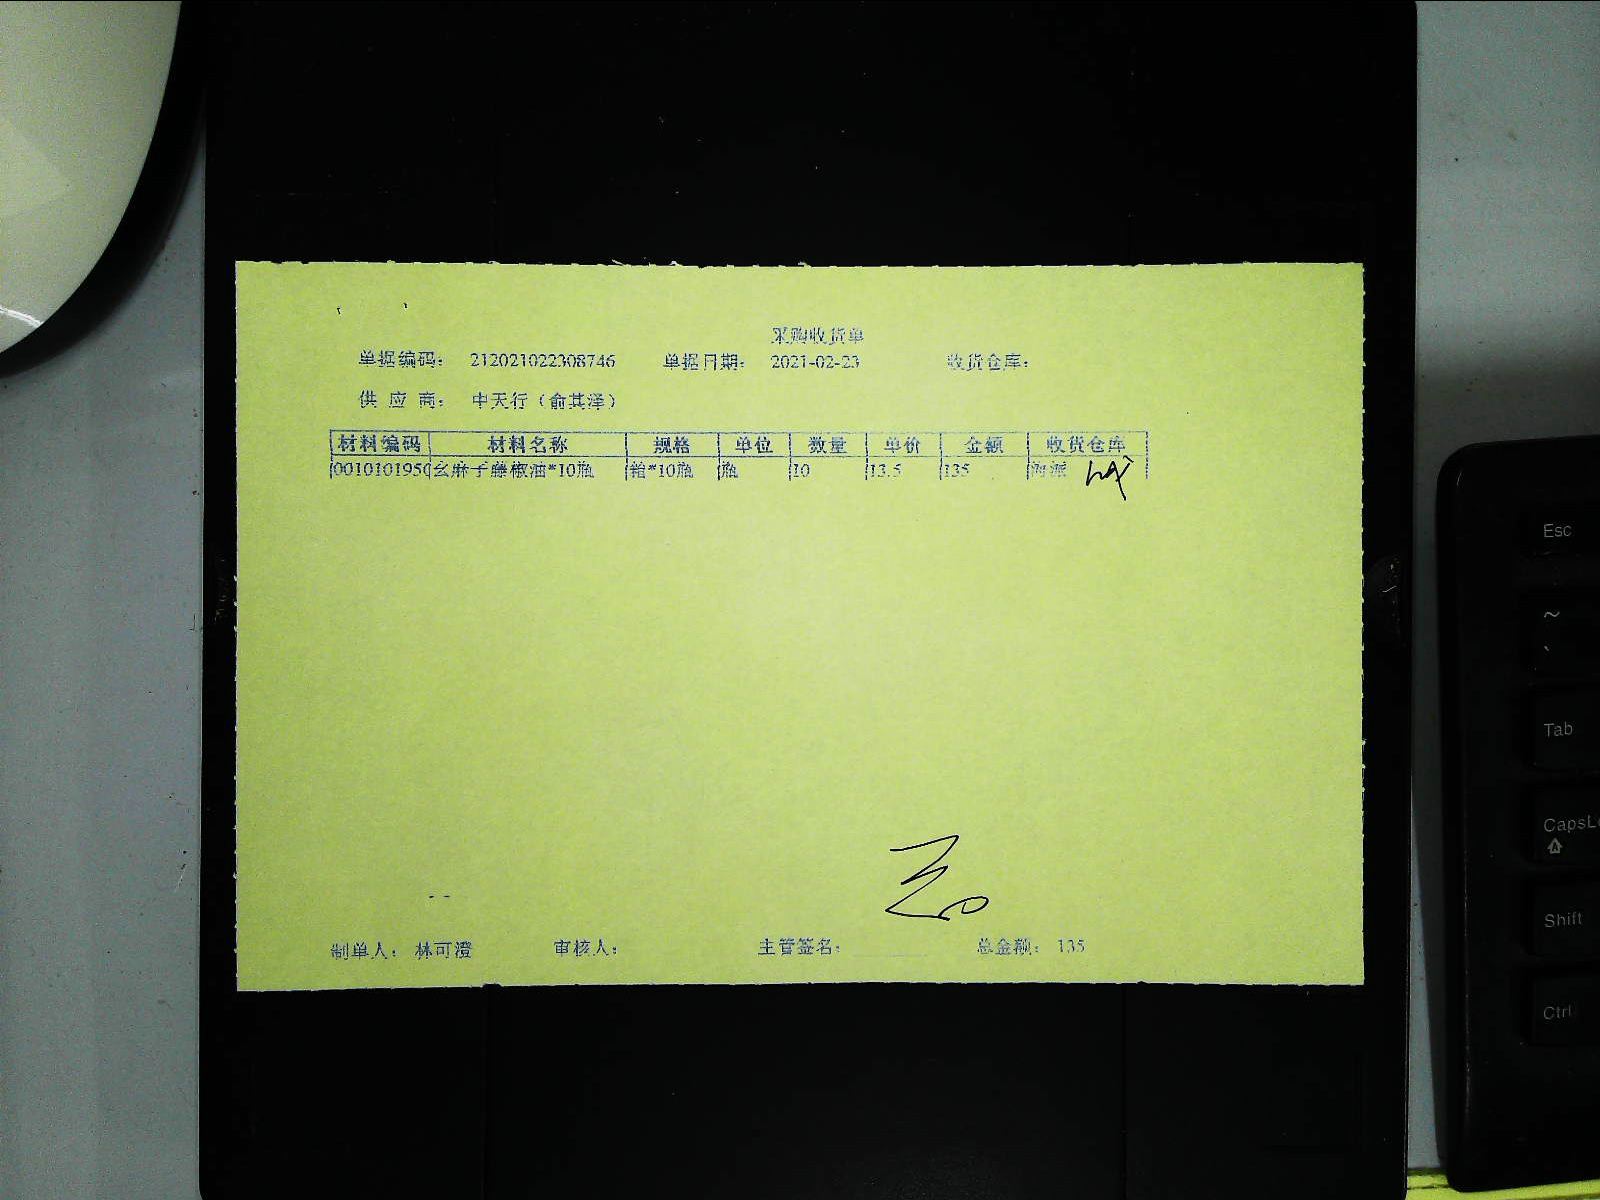 采购收货单
单据编码： 212021022308746 单据日期： 2021-02-23 收货仓库：
供 应 商： 中天行（俞其泽）
材料编码 材料名称 规格 单位 数量 单价 金额 收货仓库
001010195 幺麻子藤椒油*10瓶 箱*10瓶 瓶 10 13.5 135 海派
制单人： 林可澄 审核人： 主管签名： 总金额： 135
Esc
~
`
Tab
CapsL
Shift
Ctrl